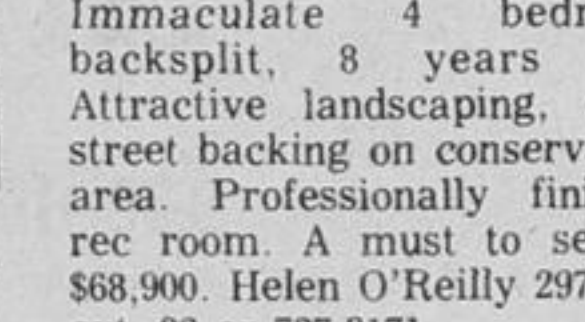 Immaculate 4
backsplit, 8 years
Attractive landscaping,
street backing on
area. Professionally
rec room. A must to
$68,900. Helen O'Reilly